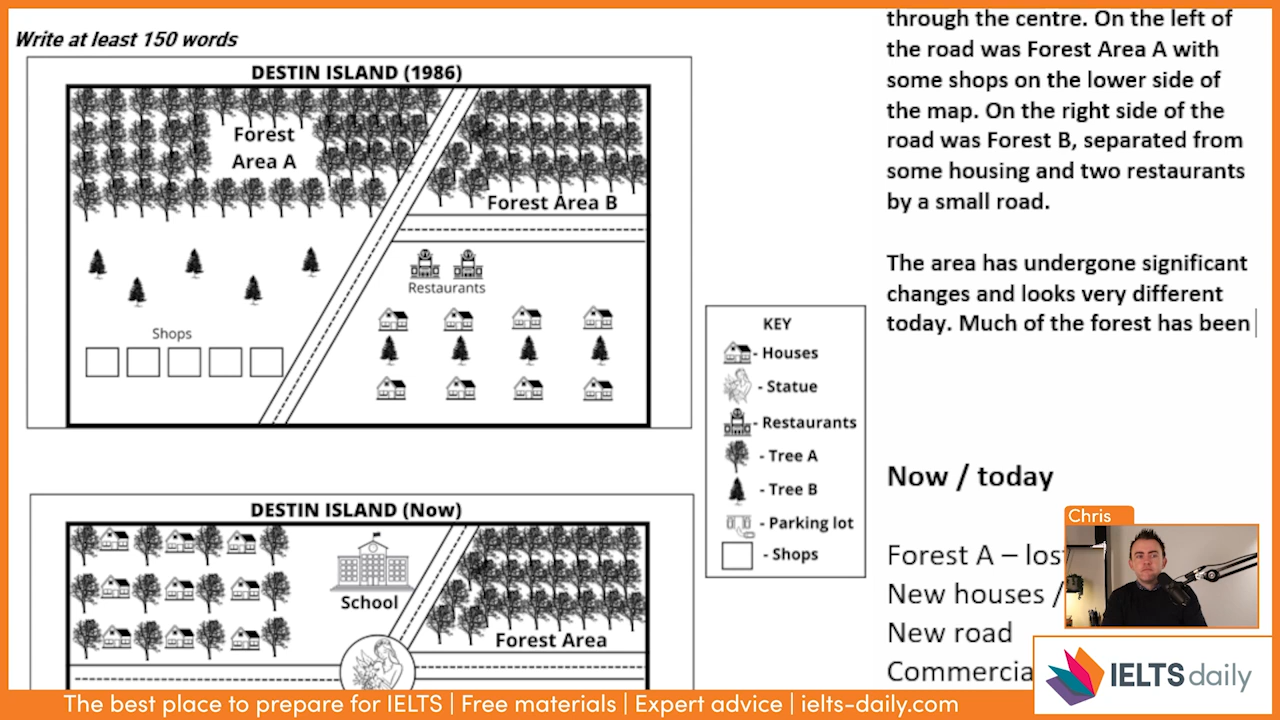 Write at least 150 words
DESTIN ISLAND (1986)
Forest
Area A
Forest Area B
Restaurants
Shops
KEY
- Houses
- Statue
- Restaurants
- Tree A
- Tree B
- Parking lot
- Shops
DESTIN ISLAND (Now)
School
Forest Area
through the centre. On the left of
the road was Forest Area A with
some shops on the lower side of
the map. On the right side of the
road was Forest B, separated from
some housing and two restaurants
by a small road.
The area has undergone significant
changes and looks very different
today. Much of the forest has been
Now / today
Forest A – los
New houses /
New road
Commercia
Chris
IELTS daily
The best place to prepare for IELTS | Free materials | Expert advice | ielts-daily.com